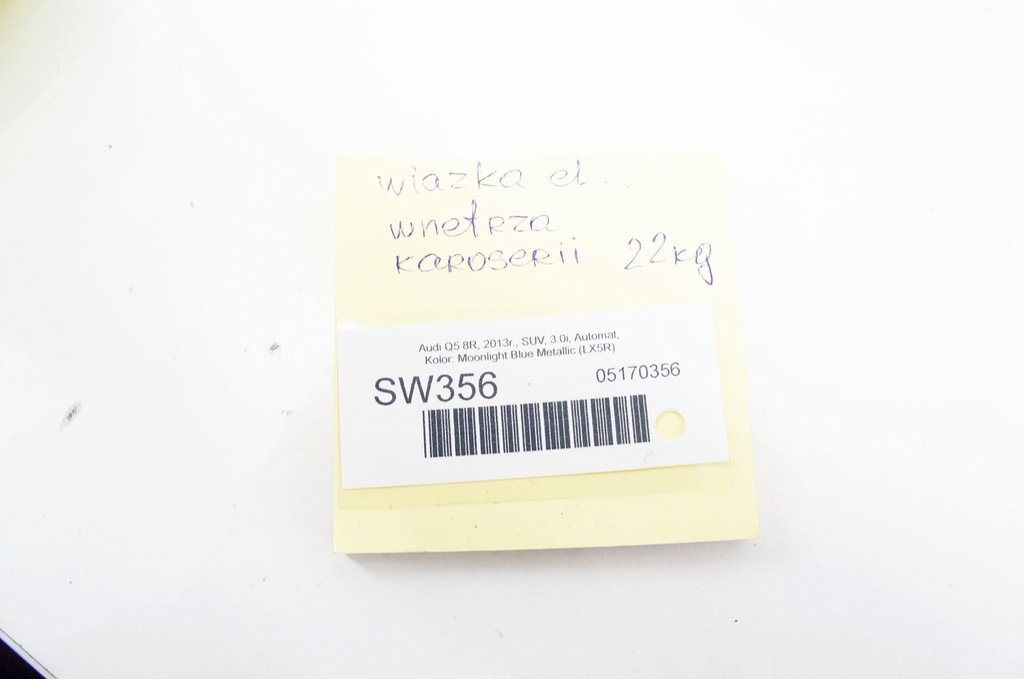 wiazka el..
wnetrza
karoserii 22kg
Audi Q5 8R, 2013r., SUV, 3.0i, Automat,
Kolor: Moonlight Blue Metallic (LX5R)
SW356 05170356